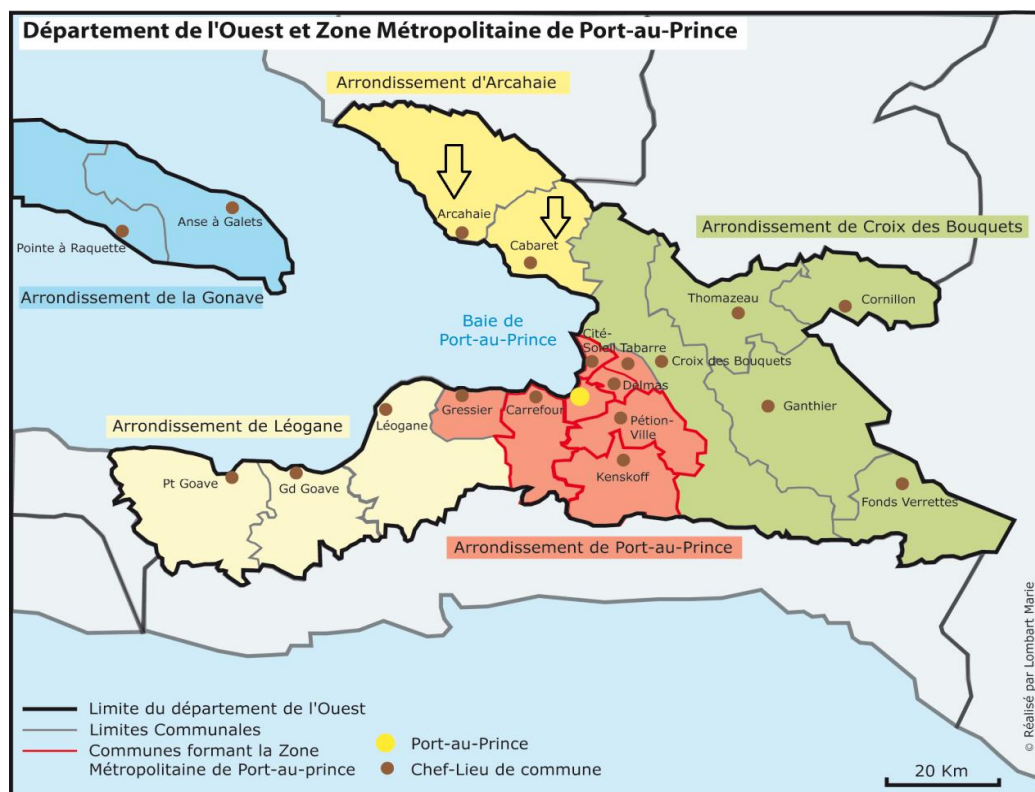 Département de l'Ouest et Zone Métropolitaine de Port-au-Prince
Arrondissement d'Arcahaie
Arcahaie
Cabaret
Anse à Galets
Pointe à Raquette
Arrondissement de la Gonave
Arrondissement de Croix des Bouquets
Thomazeau
Cornillon
Baie de
Port-au-Prince
Cité-
Soleil
Tabarre
Croix des Bouquets
Delmas
Ganthier
Gressier
Carrefour
Pétion-
Ville
Léogane
Arrondissement de Léogane
Kenskoff
Pt Goave
Gd Goave
Fonds Verrettes
Arrondissement de Port-au-Prince
Limite du département de l'Ouest
Limites Communales
Communes formant la Zone
Métropolitaine de Port-au-prince
Port-au-Prince
Chef-Lieu de commune
20 Km
© Réalisé par Lombart Marie